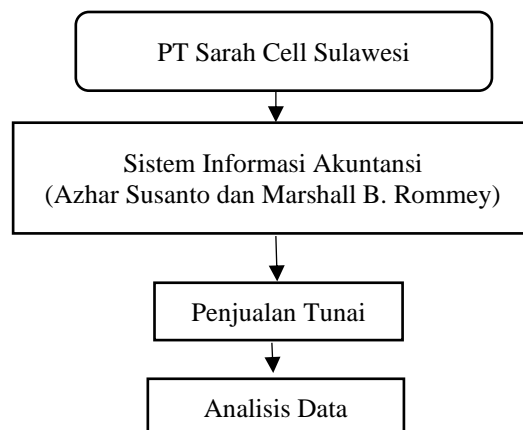 PT Sarah Cell Sulawesi
Sistem Informasi Akuntansi
(Azhar Susanto dan Marshall B. Rommey)
Penjualan Tunai
Analisis Data